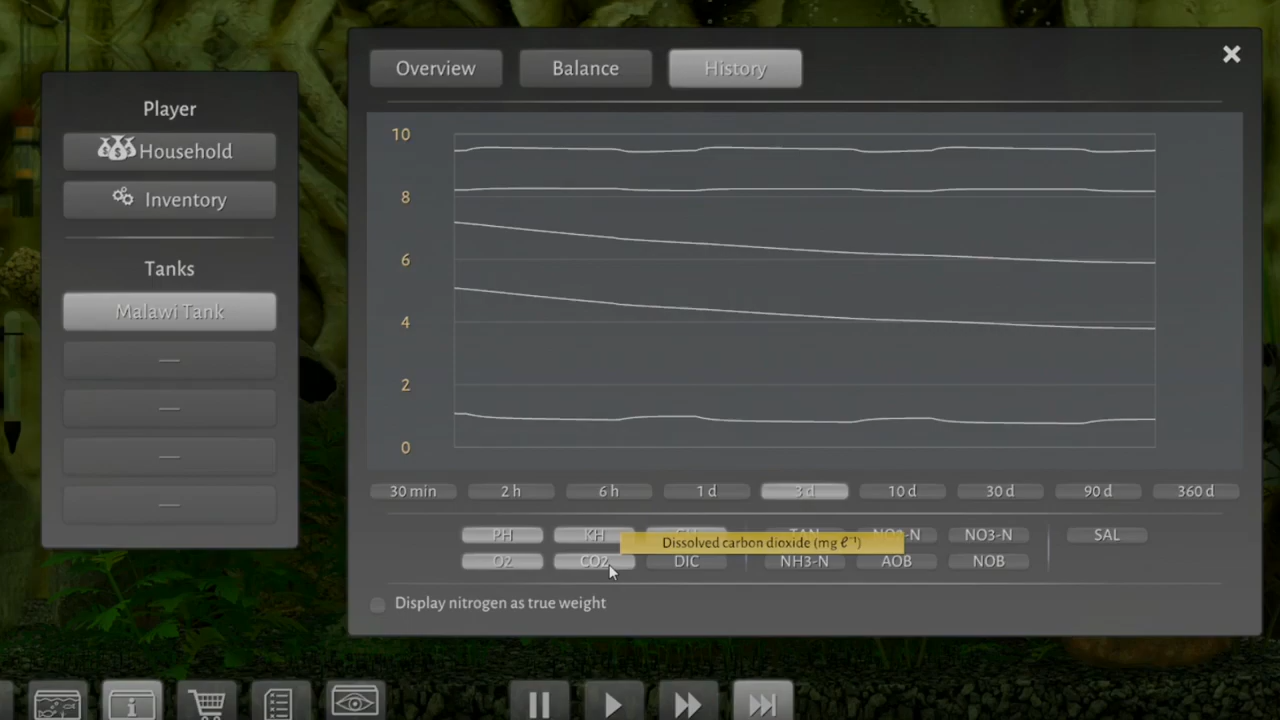 Overview
Balance
History
Player
Household
Inventory
Tanks
Malawi Tank
—
—
—
—
10
8
6
4
2
0
30 min
2 h
6 h
1 d
3 d
10 d
30 d
90 d
360 d
PH
KH
NO3-N
SAL
Dissolved carbon dioxide (mg ℓ⁻¹)
O2
CO2
DIC
NH3-N
AOB
NOB
Display nitrogen as true weight